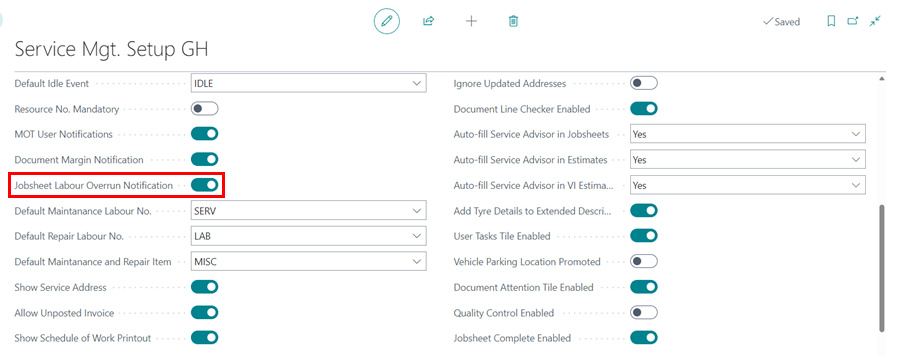 Saved
Service Mgt. Setup GH
Default Idle Event IDLE
Resource No. Mandatory
MOT User Notifications
Document Margin Notification
Jobsheet Labour Overrun Notification
Default Maintanance Labour No. SERV
Default Repair Labour No. LAB
Default Maintanance and Repair Item MISC
Show Service Address
Allow Unposted Invoice
Show Schedule of Work Printout
Ignore Updated Addresses
Document Line Checker Enabled
Auto-fill Service Advisor in Jobsheets Yes
Auto-fill Service Advisor in Estimates Yes
Auto-fill Service Advisor in VI Estima... Yes
Add Tyre Details to Extended Descri...
User Tasks Tile Enabled
Vehicle Parking Location Promoted
Document Attention Tile Enabled
Quality Control Enabled
Jobsheet Complete Enabled